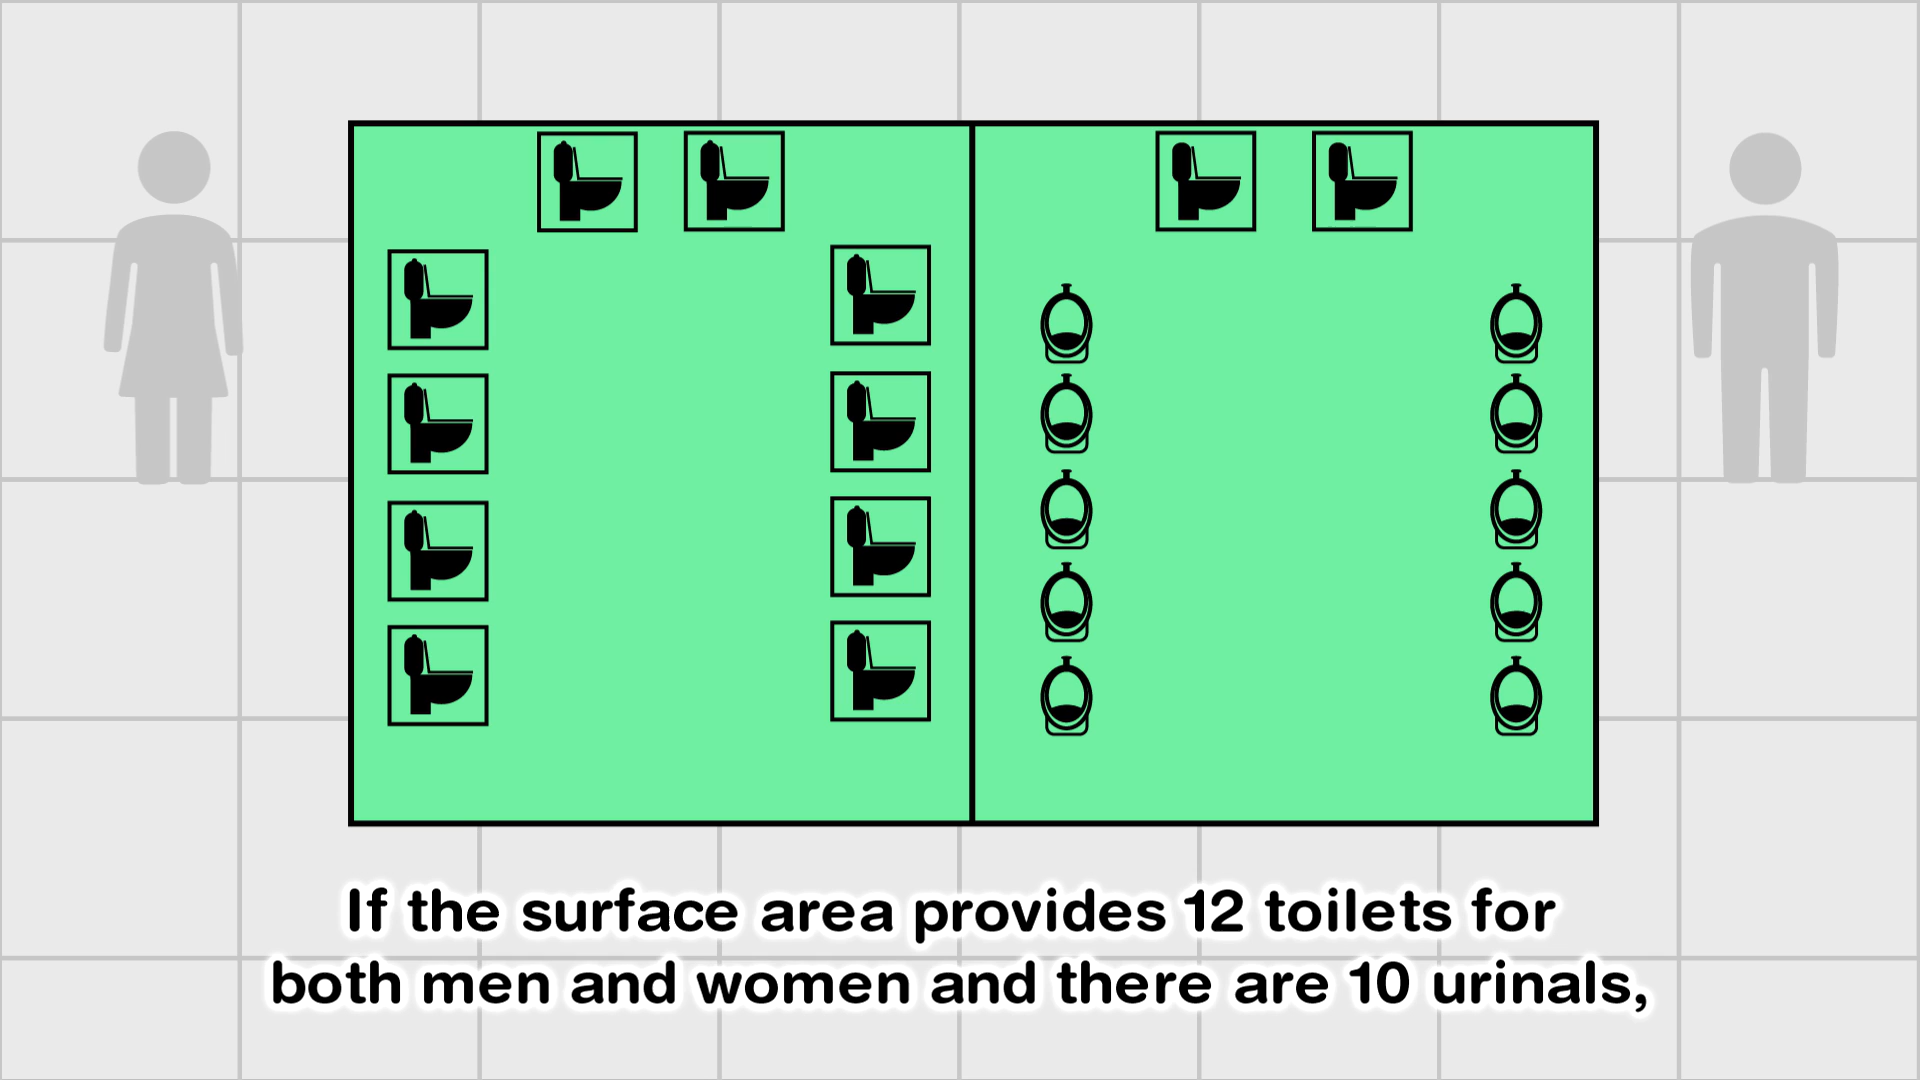 If the surface area provides 12 toilets for
both men and women and there are 10 urinals,